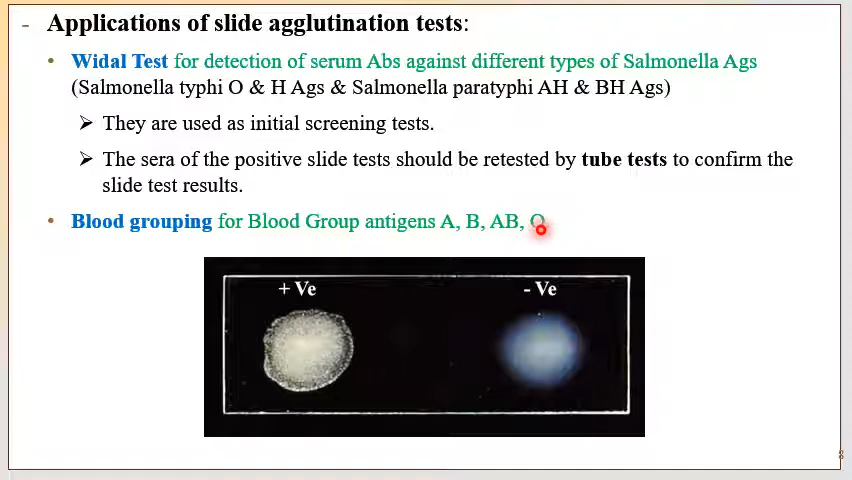 - Applications of slide agglutination tests:
• Widal Test for detection of serum Abs against different types of Salmonella Ags
(Salmonella typhi O & H Ags & Salmonella paratyphi AH & BH Ags)
➢ They are used as initial screening tests.
➢ The sera of the positive slide tests should be retested by tube tests to confirm the
slide test results.
• Blood grouping for Blood Group antigens A, B, AB, O
+ Ve
- Ve
8